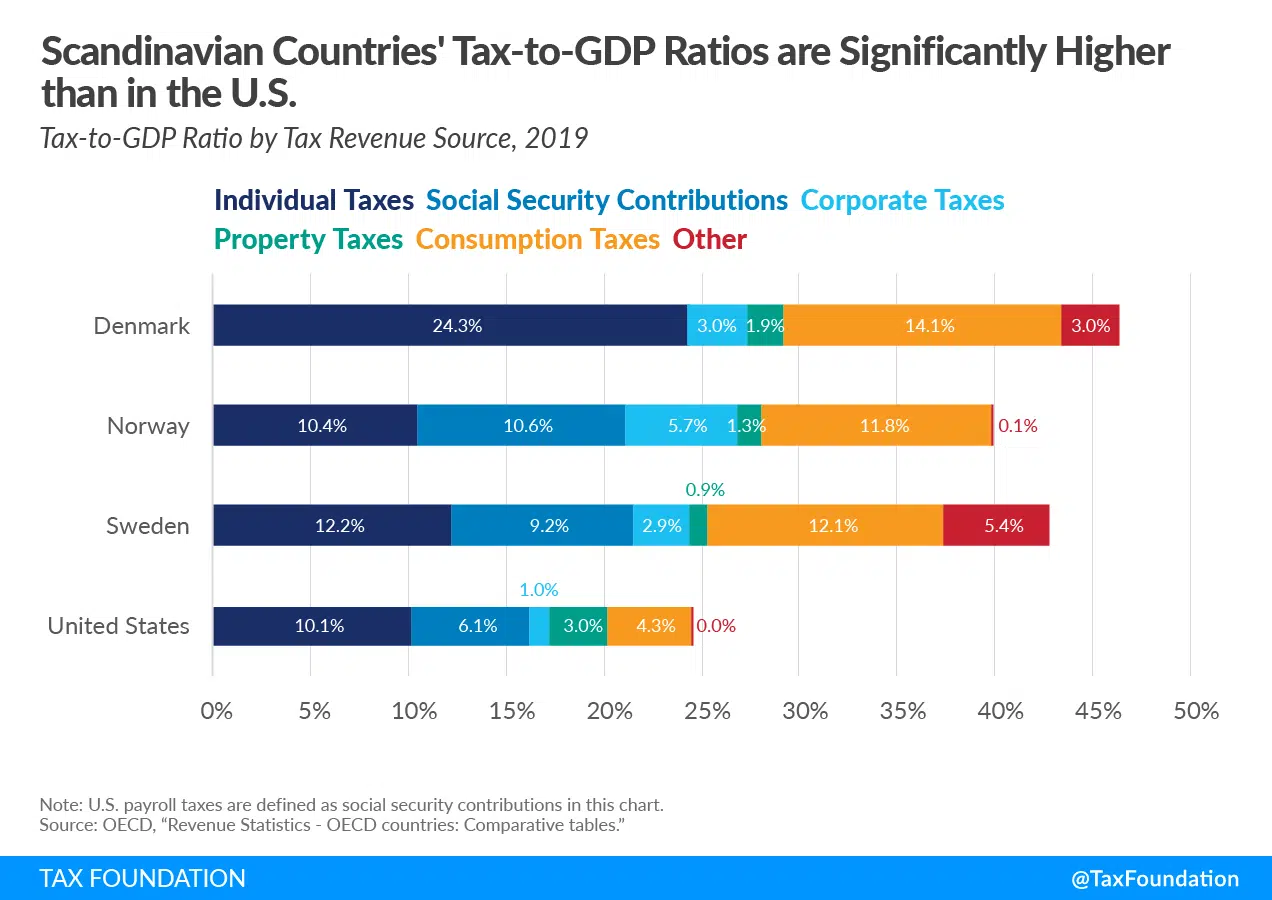 Scandinavian Countries' Tax-to-GDP Ratios are Significantly Higher
than in the U.S.
Tax-to-GDP Ratio by Tax Revenue Source, 2019
Individual Taxes Social Security Contributions Corporate Taxes
Property Taxes Consumption Taxes Other
Denmark 24.3% 3.0% 1.9% 14.1% 3.0%
Norway 10.4% 10.6% 5.7% 1.3% 11.8% 0.1%
0.9%
Sweden 12.2% 9.2% 2.9% 12.1% 5.4%
1.0%
United States 10.1% 6.1% 3.0% 4.3% 0.0%
0% 5% 10% 15% 20% 25% 30% 35% 40% 45% 50%
Note: U.S. payroll taxes are defined as social security contributions in this chart.
Source: OECD, “Revenue Statistics - OECD countries: Comparative tables.”
TAX FOUNDATION @TaxFoundation